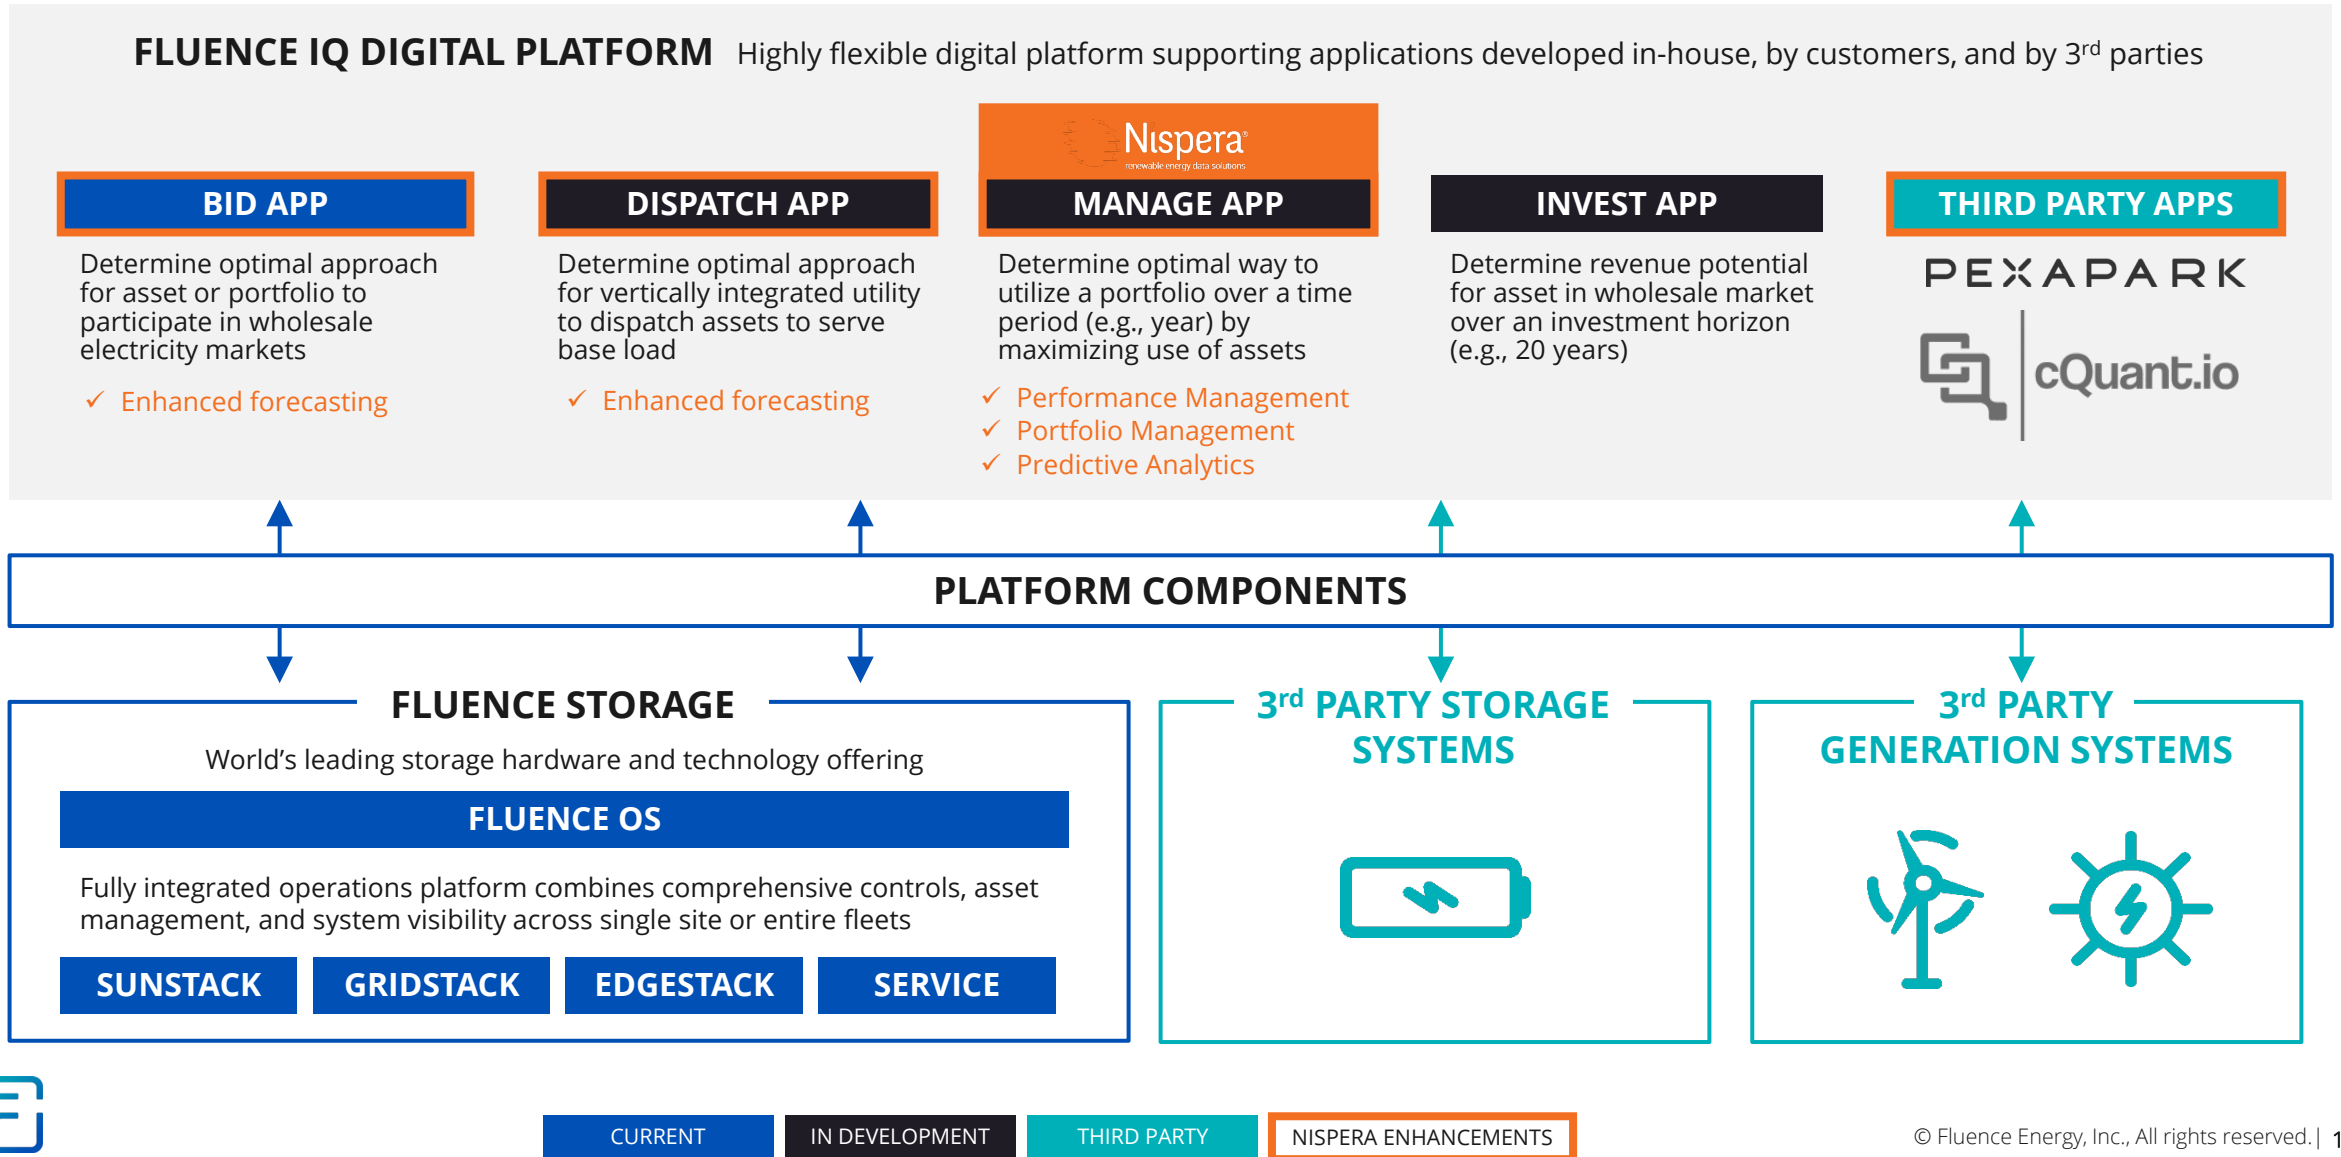 FLUENCE IQ DIGITAL PLATFORM Highly flexible digital platform supporting applications developed in-house, by customers, and by 3rd parties
Nispera®
renewable energy data solutions
BID APP
Determine optimal approach
for asset or portfolio to
participate in wholesale
electricity markets
✓ Enhanced forecasting
DISPATCH APP
Determine optimal approach
for vertically integrated utility
to dispatch assets to serve
base load
✓ Enhanced forecasting
MANAGE APP
Determine optimal way to
utilize a portfolio over a time
period (e.g., year) by
maximizing use of assets
✓ Performance Management
✓ Portfolio Management
✓ Predictive Analytics
INVEST APP
Determine revenue potential
for asset in wholesale market
over an investment horizon
(e.g., 20 years)
THIRD PARTY APPS
PEXAPARK
cQuant.io
PLATFORM COMPONENTS
FLUENCE STORAGE
World’s leading storage hardware and technology offering
FLUENCE OS
Fully integrated operations platform combines comprehensive controls, asset
management, and system visibility across single site or entire fleets
SUNSTACK
GRIDSTACK
EDGESTACK
SERVICE
3rd PARTY STORAGE
SYSTEMS
3rd PARTY
GENERATION SYSTEMS
CURRENT
IN DEVELOPMENT
THIRD PARTY
NISPERA ENHANCEMENTS
© Fluence Energy, Inc., All rights reserved.| 1